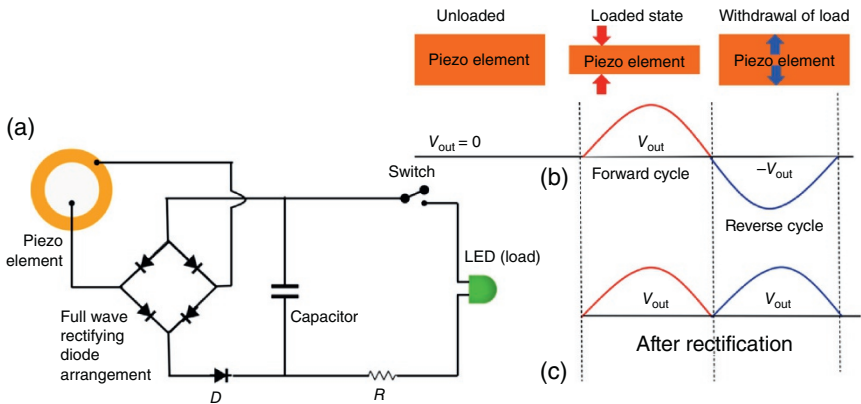 (a)
Piezo
element
Full wave
rectifying
diode
arrangement
D
Capacitor
R
Switch
LED (load)
Unloaded
Loaded state
Withdrawal of load
Piezo element
Piezo element
Piezo element
V_out = 0
V_out
–V_out
(b)
Forward cycle
Reverse cycle
V_out
V_out
After rectification
(c)